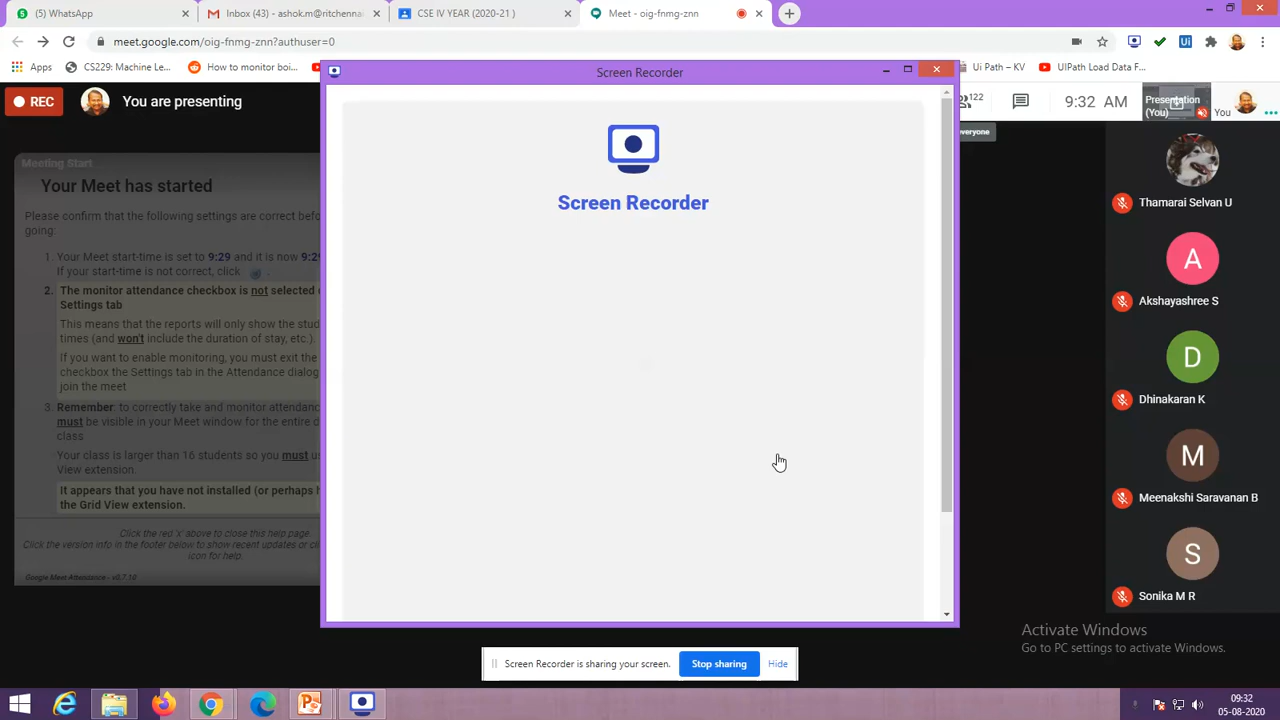 (5) WhatsApp
Inbox (43) - ashok.m@ritchennai
CSE IV YEAR (2020-21 )
Meet - oig-fnmg-znn
meet.google.com/oig-fnmg-znn?authuser=0
Apps
CS229: Machine Le...
How to monitor boi...
Screen Recorder
Ui Path – KV
UIPath Load Data F...
REC
You are presenting
122
9:32 AM
Presentation
(You)
You
everyone
Meeting Start
Your Meet has started
Please confirm that the following settings are correct before
going:
1. Your Meet start-time is set to 9:29 and it is now 9:29
If your start-time is not correct, click
2. The monitor attendance checkbox is not selected
Settings tab
This means that the reports will only show the
times (and won't include the duration of stay, etc.).
If you want to enable monitoring, you must exit the
checkbox the Settings tab in the Attendance dialog
join the meet
3. Remember: to correctly take and monitor
must be visible in your Meet window for the entire
class
Your class is larger than 16 students so you must
View extension.
It appears that you have not installed (or perhaps
the Grid View extension.
Click the red 'x' above to close this help page.
Click the version info in the footer below to show recent updates or
icon for help.
Google Meet Attendance - v0.7.10
Screen Recorder
Thamarai Selvan U
A
Akshayashree S
D
Dhinakaran K
M
Meenakshi Saravanan B
S
Sonika M R
Activate Windows
Go to PC settings to activate Windows.
Screen Recorder is sharing your screen.
Stop sharing
Hide
09:32
05-08-2020